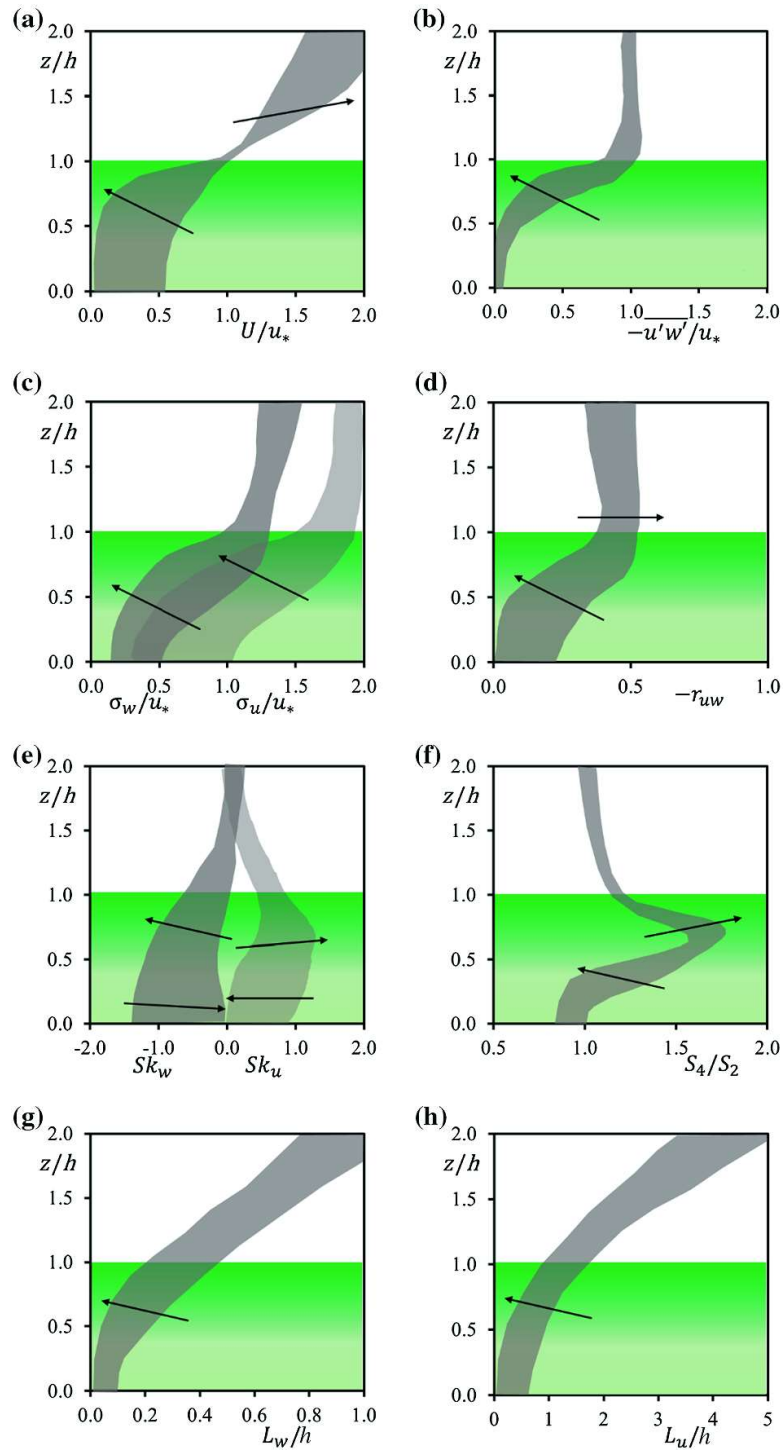 (a)
2.0
z/h
1.5
1.0
0.5
0.0
0.0 0.5 1.0 1.5 2.0
U/u*
(b)
2.0
z/h
1.5
1.0
0.5
0.0
0.0 0.5 1.0 1.5 2.0
−u′w′/u*
(c)
2.0
z/h
1.5
1.0
0.5
0.0
0.0 0.5 1.0 1.5 2.0
σw/u* σu/u*
(d)
2.0
z/h
1.5
1.0
0.5
0.0
0.0 0.5 1.0
−ruw
(e)
2.0
z/h
1.5
1.0
0.5
0.0
-2.0 -1.0 0.0 1.0 2.0
Skw Sku
(f)
2.0
z/h
1.5
1.0
0.5
0.0
0.5 1.0 1.5 2.0
S4/S2
(g)
2.0
z/h
1.5
1.0
0.5
0.0
0.0 0.2 0.4 0.6 0.8 1.0
Lw/h
(h)
2.0
z/h
1.5
1.0
0.5
0.0
0 1 2 3 4 5
Lu/h